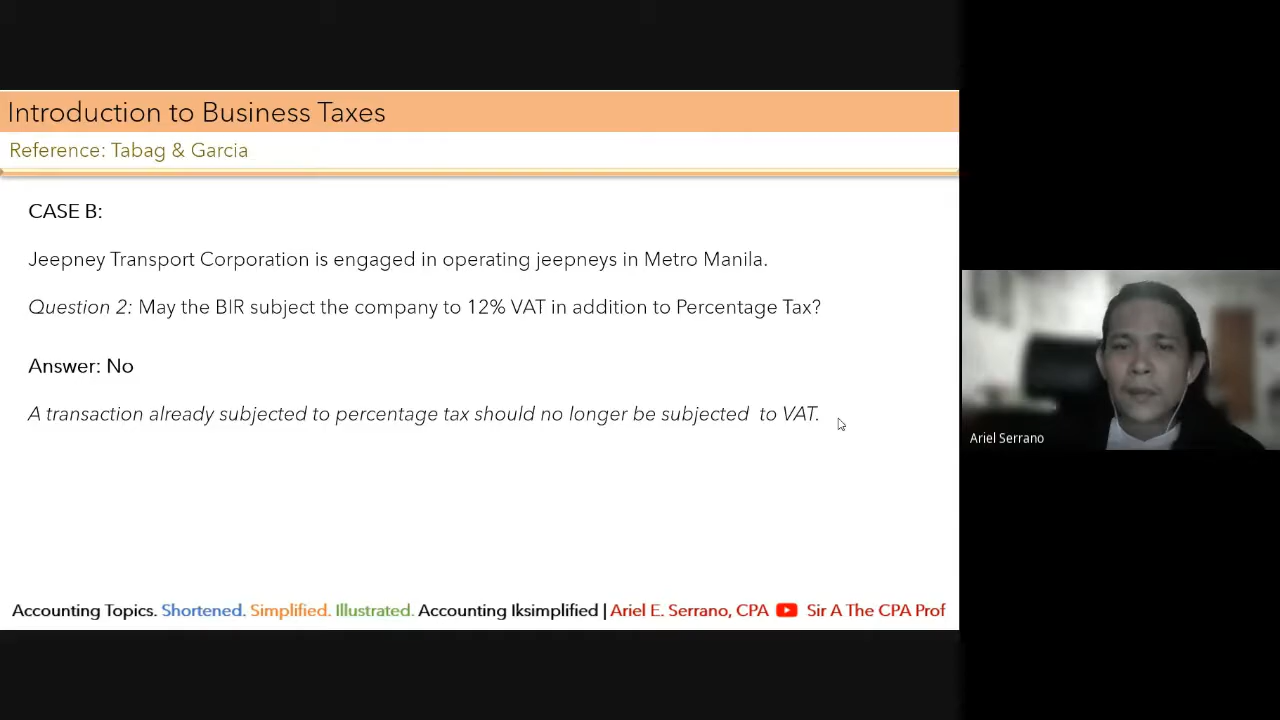 Introduction to Business Taxes
Reference: Tabag & Garcia
CASE B:
Jeepney Transport Corporation is engaged in operating jeepneys in Metro Manila.
Question 2: May the BIR subject the company to 12% VAT in addition to Percentage Tax?
Answer: No
A transaction already subjected to percentage tax should no longer be subjected to VAT.
Ariel Serrano
Accounting Topics. Shortened. Simplified. Illustrated. Accounting Iksimplified | Ariel E. Serrano, CPA Sir A The CPA Prof